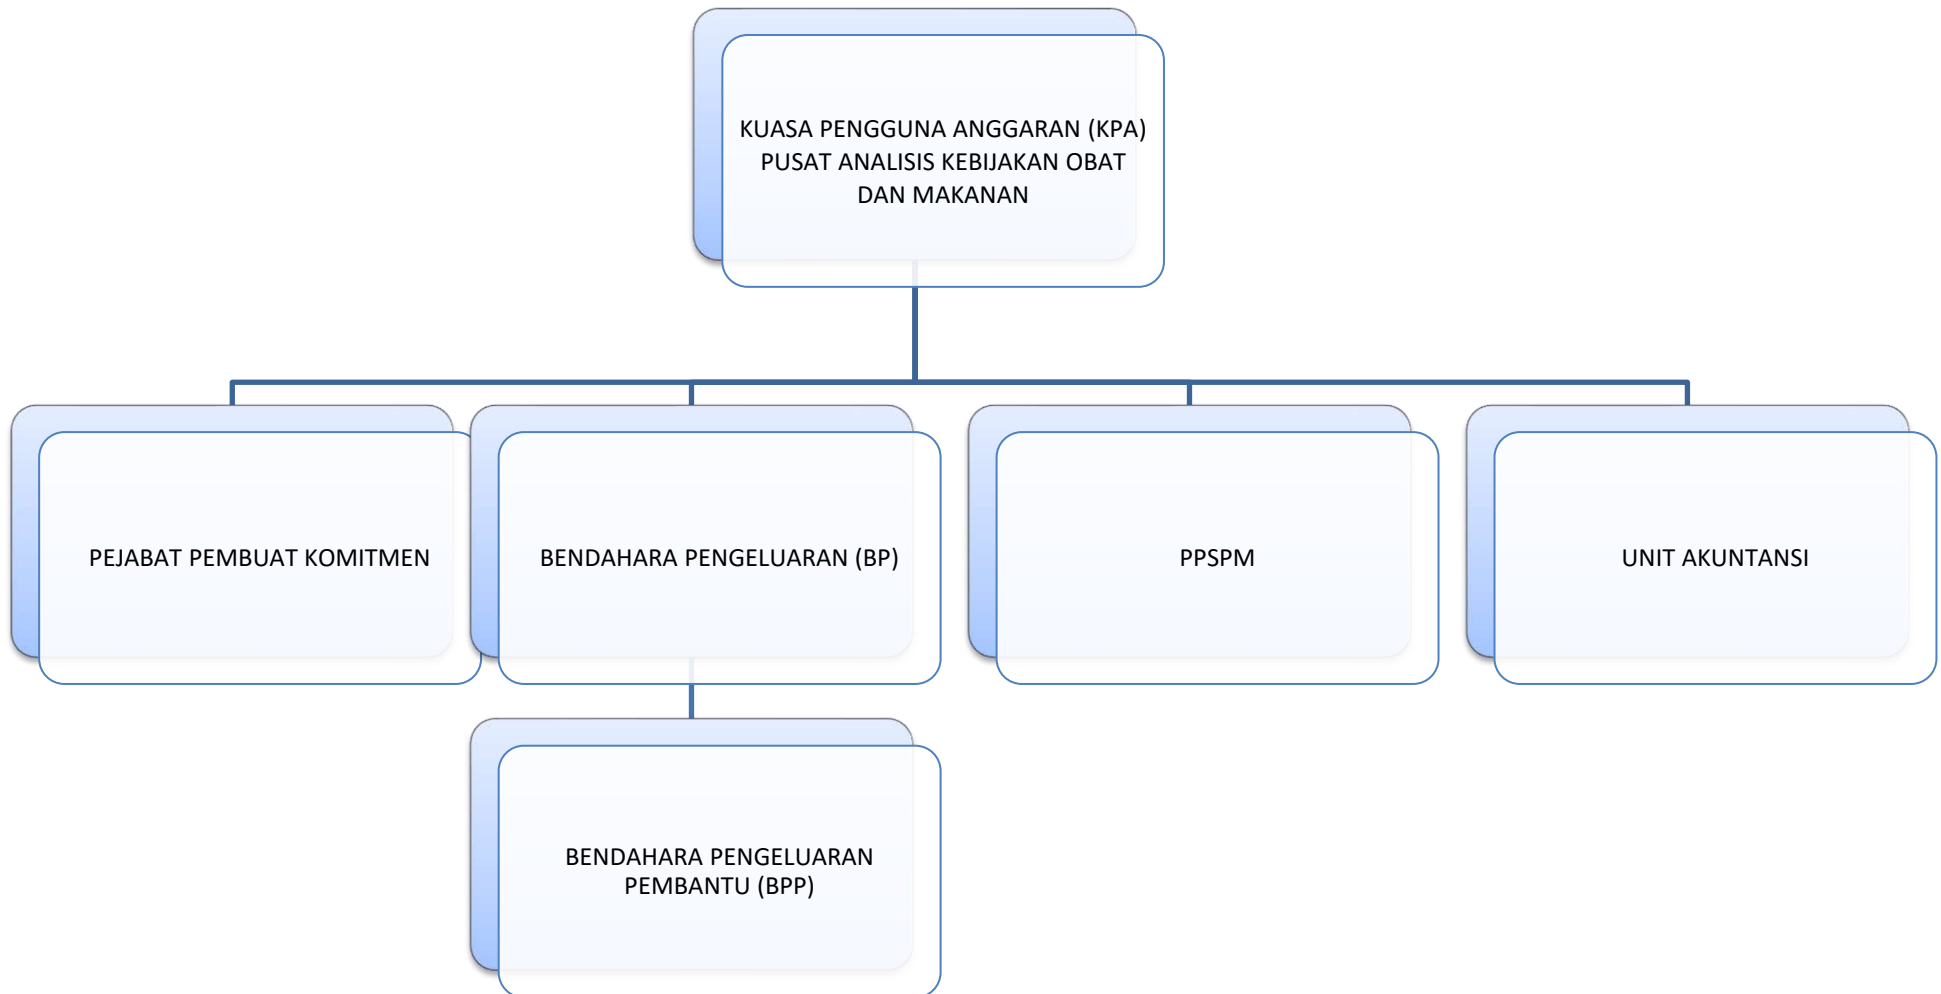 KUASA PENGGUNA ANGGARAN (KPA)
PUSAT ANALISIS KEBIJAKAN OBAT
DAN MAKANAN
PEJABAT PEMBUAT KOMITMEN
BENDAHARA PENGELUARAN (BP)
PPSPM
UNIT AKUNTANSI
BENDAHARA PENGELUARAN
PEMBANTU (BPP)